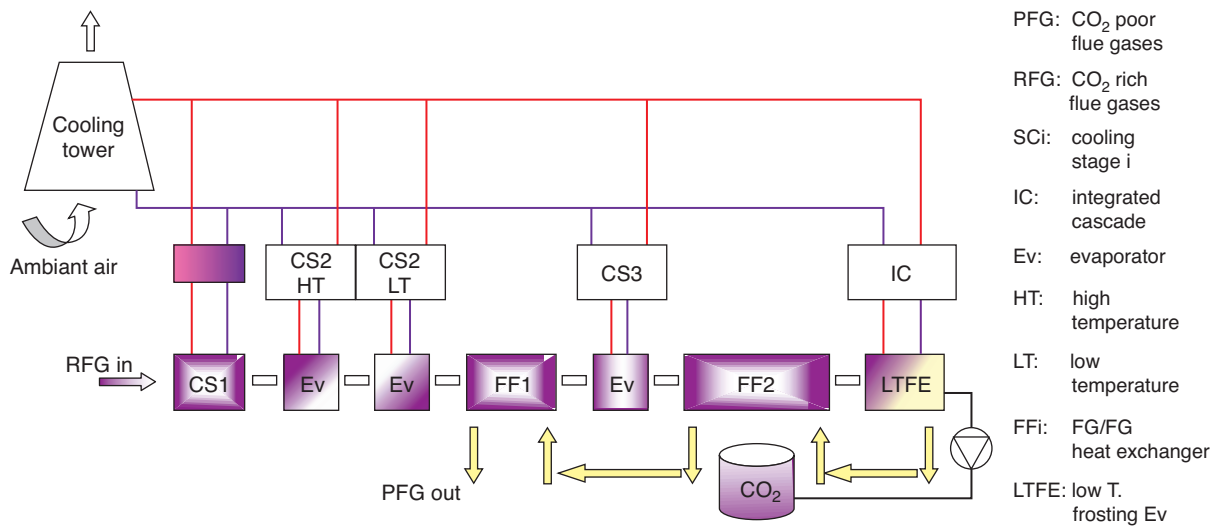 Cooling
tower
Ambiant air
CS2
HT
CS2
LT
CS3
IC
RFG in
CS1
Ev
Ev
FF1
Ev
FF2
LTFE
PFG out
CO₂
PFG: CO₂ poor
flue gases
RFG: CO₂ rich
flue gases
SCi: cooling
stage i
IC: integrated
cascade
Ev: evaporator
HT: high
temperature
LT: low
temperature
FFi: FG/FG
heat exchanger
LTFE: low T.
frosting Ev